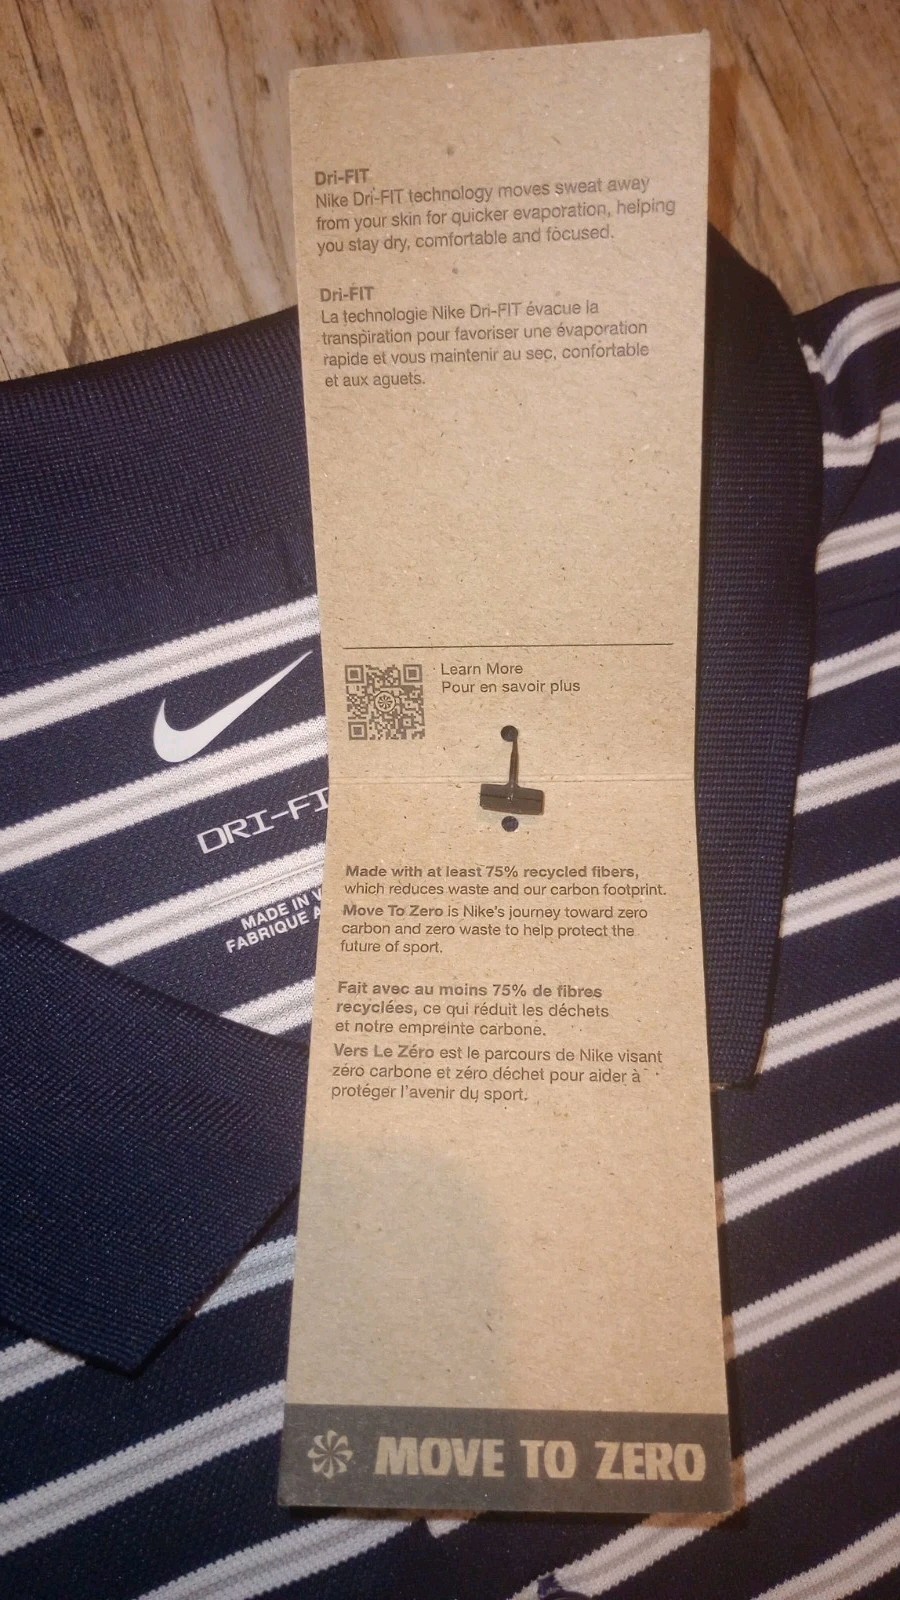 Dri-FIT
Nike Dri-FIT technology moves sweat away
from your skin for quicker evaporation, helping
you stay dry, comfortable and focused.
Dri-FIT
La technologie Nike Dri-FIT évacue la
transpiration pour favoriser une évaporation
rapide et vous maintenir au sec, confortable
et aux aguets.
Learn More
Pour en savoir plus
DRI-FI
MADE IN V
FABRIQUE A
Made with at least 75% recycled fibers,
which reduces waste and our carbon footprint.
Move To Zero is Nike's journey toward zero
carbon and zero waste to help protect the
future of sport.
Fait avec au moins 75% de fibres
recyclées, ce qui réduit les déchets
et notre empreinte carbone.
Vers Le Zéro est le parcours de Nike visant
zéro carbone et zéro déchet pour aider à
protéger l'avenir du sport.
MOVE TO ZERO